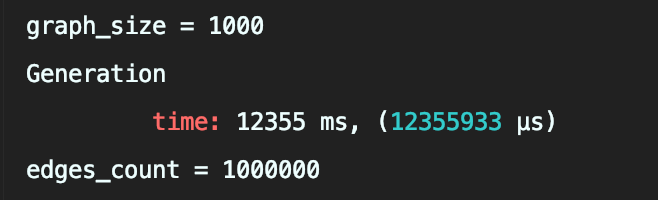 graph_size = 1000
Generation
time: 12355 ms, (12355933 μs)
edges_count = 1000000